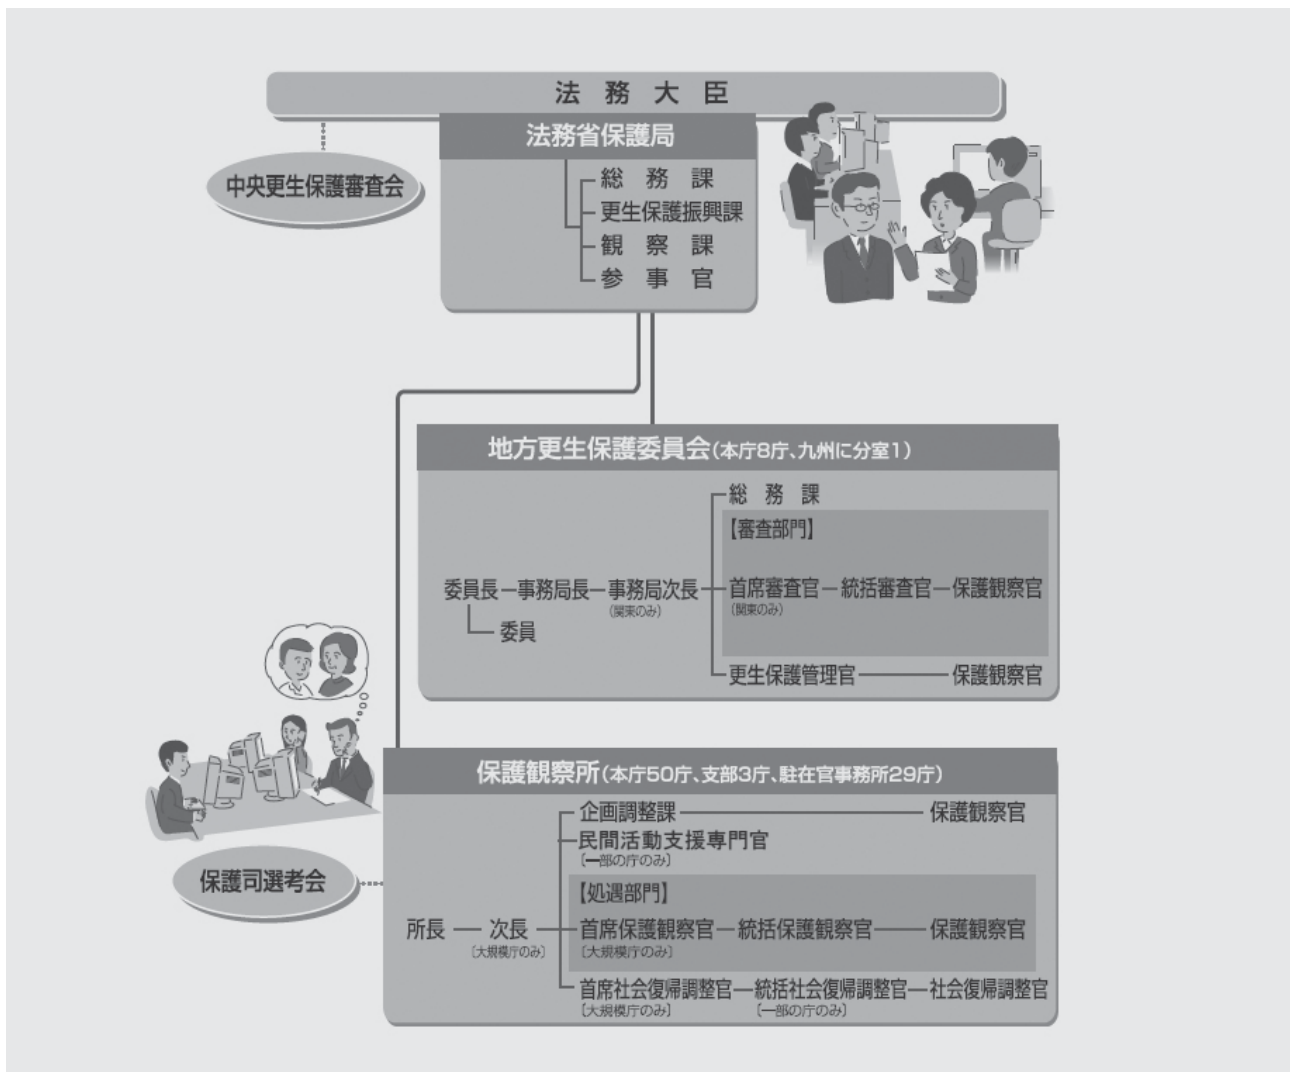 法務大臣
法務省保護局
中央更生保護審査会
総務課
更生保護振興課
観察課
参事官
地方更生保護委員会(本庁8庁、九州に分室1)
総務課
【審査部門】
委員長 事務局長 事務局次長 首席審査官 統括審査官 保護観察官
(関東のみ) (関東のみ)
委員
更生保護管理官 保護観察官
保護観察所(本庁50庁、支部3庁、駐在官事務所29庁)
企画調整課 保護観察官
民間活動支援専門官
〔一部の庁のみ〕
保護司選考会
【処遇部門】
所長 次長 首席保護観察官 統括保護観察官 保護観察官
〔大規模庁のみ〕 〔大規模庁のみ〕
首席社会復帰調整官 統括社会復帰調整官 社会復帰調整官
〔大規模庁のみ〕 〔一部の庁のみ〕